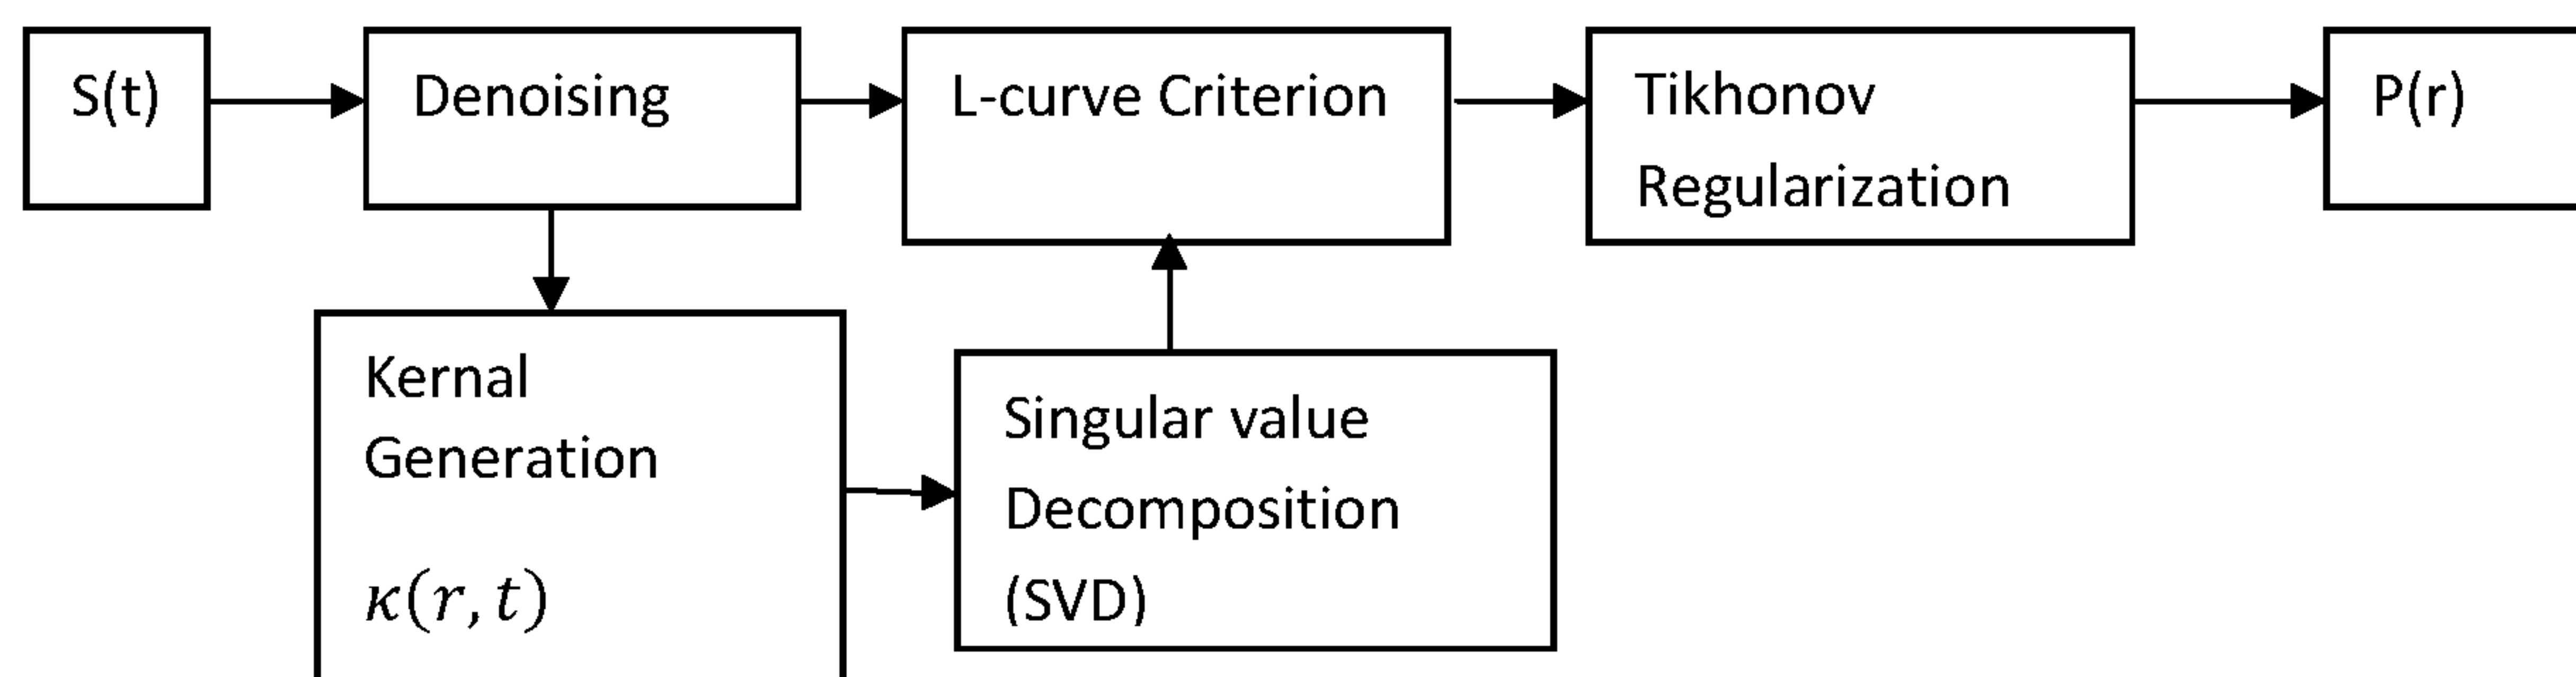 S(t)
Denoising
L-curve Criterion
Tikhonov
Regularization
P(r)
Kernal
Generation
κ(r, t)
Singular value
Decomposition
(SVD)